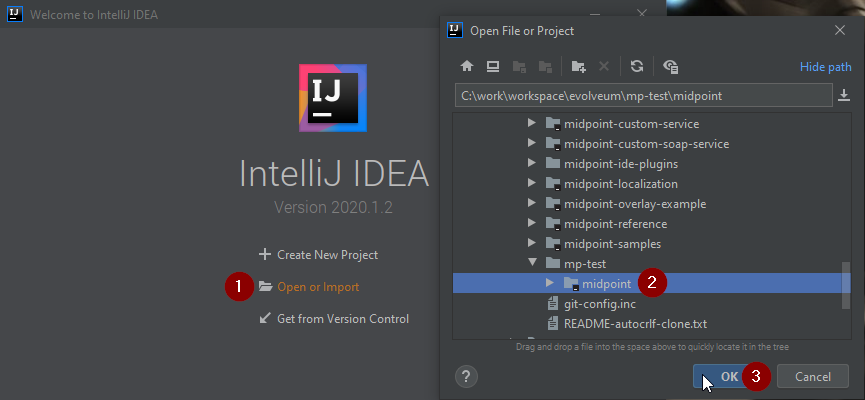 Welcome to IntelliJ IDEA
IJ
IntelliJ IDEA
Version 2020.1.2
Create New Project
1 Open or Import
Get from Version Control
Open File or Project
Hide path
C:\work\workspace\evolveum\mp-test\midpoint
midpoint-custom-service
midpoint-custom-soap-service
midpoint-ide-plugins
midpoint-localization
midpoint-overlay-example
midpoint-reference
midpoint-samples
mp-test
midpoint 2
git-config.inc
README-autocrlf-clone.txt
Drag and drop a file into the space above to quickly locate it in the tree
? OK 3 Cancel